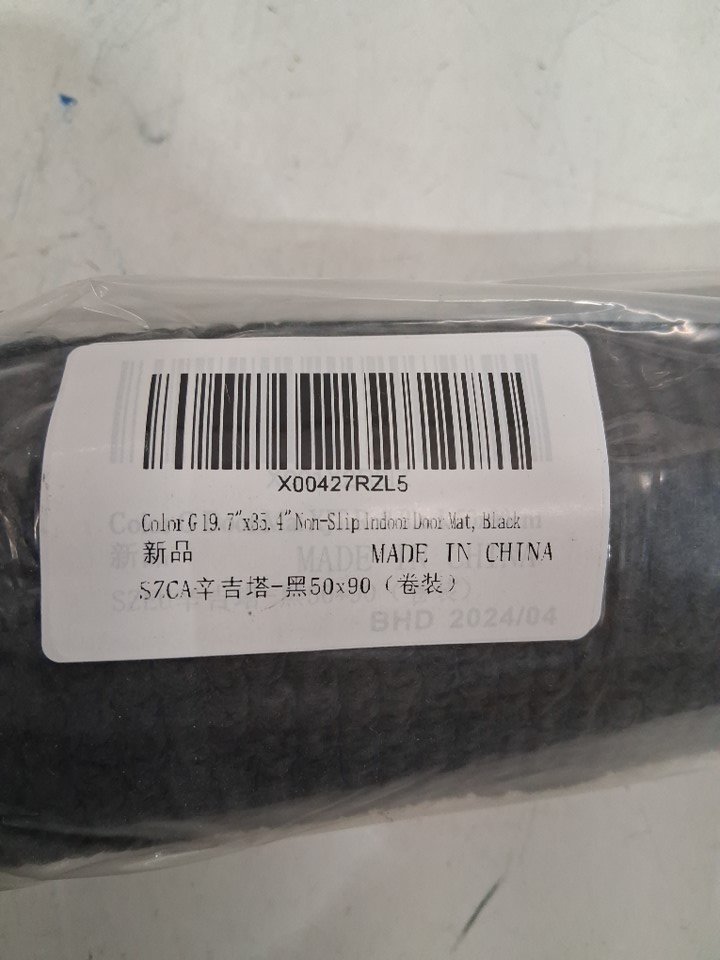 X00427RZL5
Color G 19.7"x35.4" Non-Slip Indoor Door Mat, Black
新品 MADE IN CHINA
SZCA辛吉塔-黑50x90（卷装）
BHD 2024/04